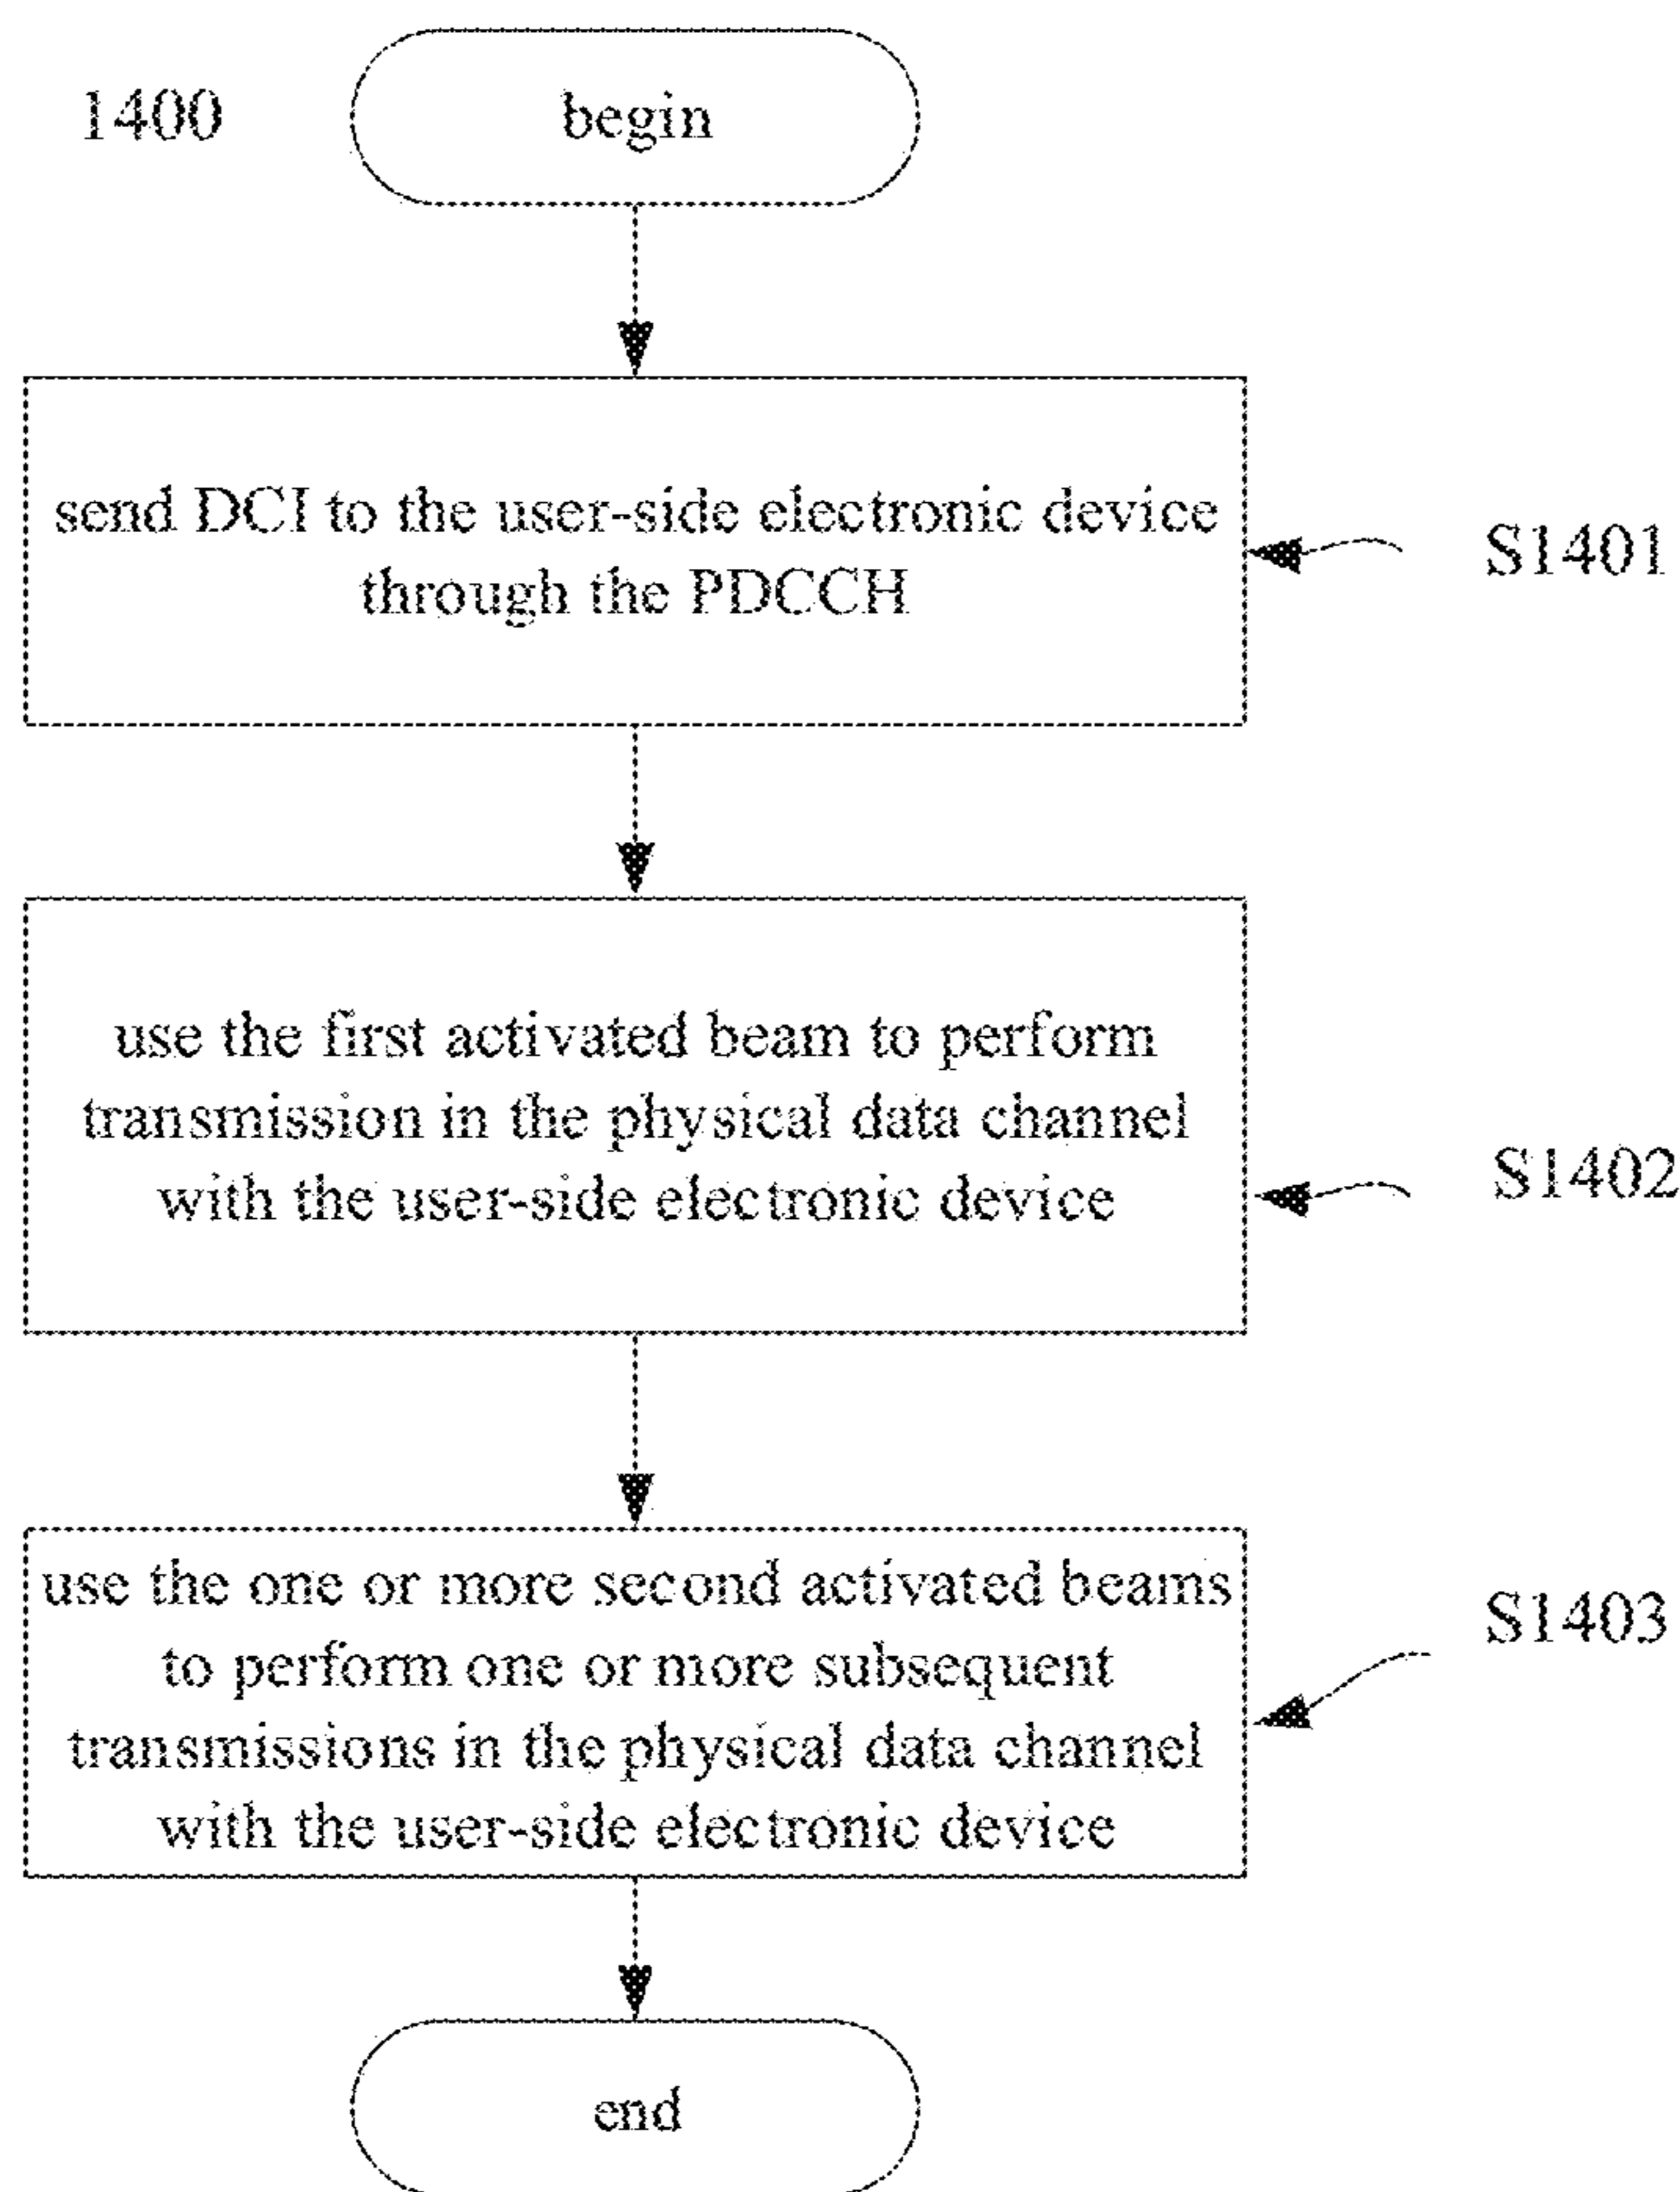 1400
begin
send DCI to the user-side electronic device
through the PDCCH
S1401
use the first activated beam to perform
transmission in the physical data channel
with the user-side electronic device
S1402
use the one or more second activated beams
to perform one or more subsequent
transmissions in the physical data channel
with the user-side electronic device
S1403
end